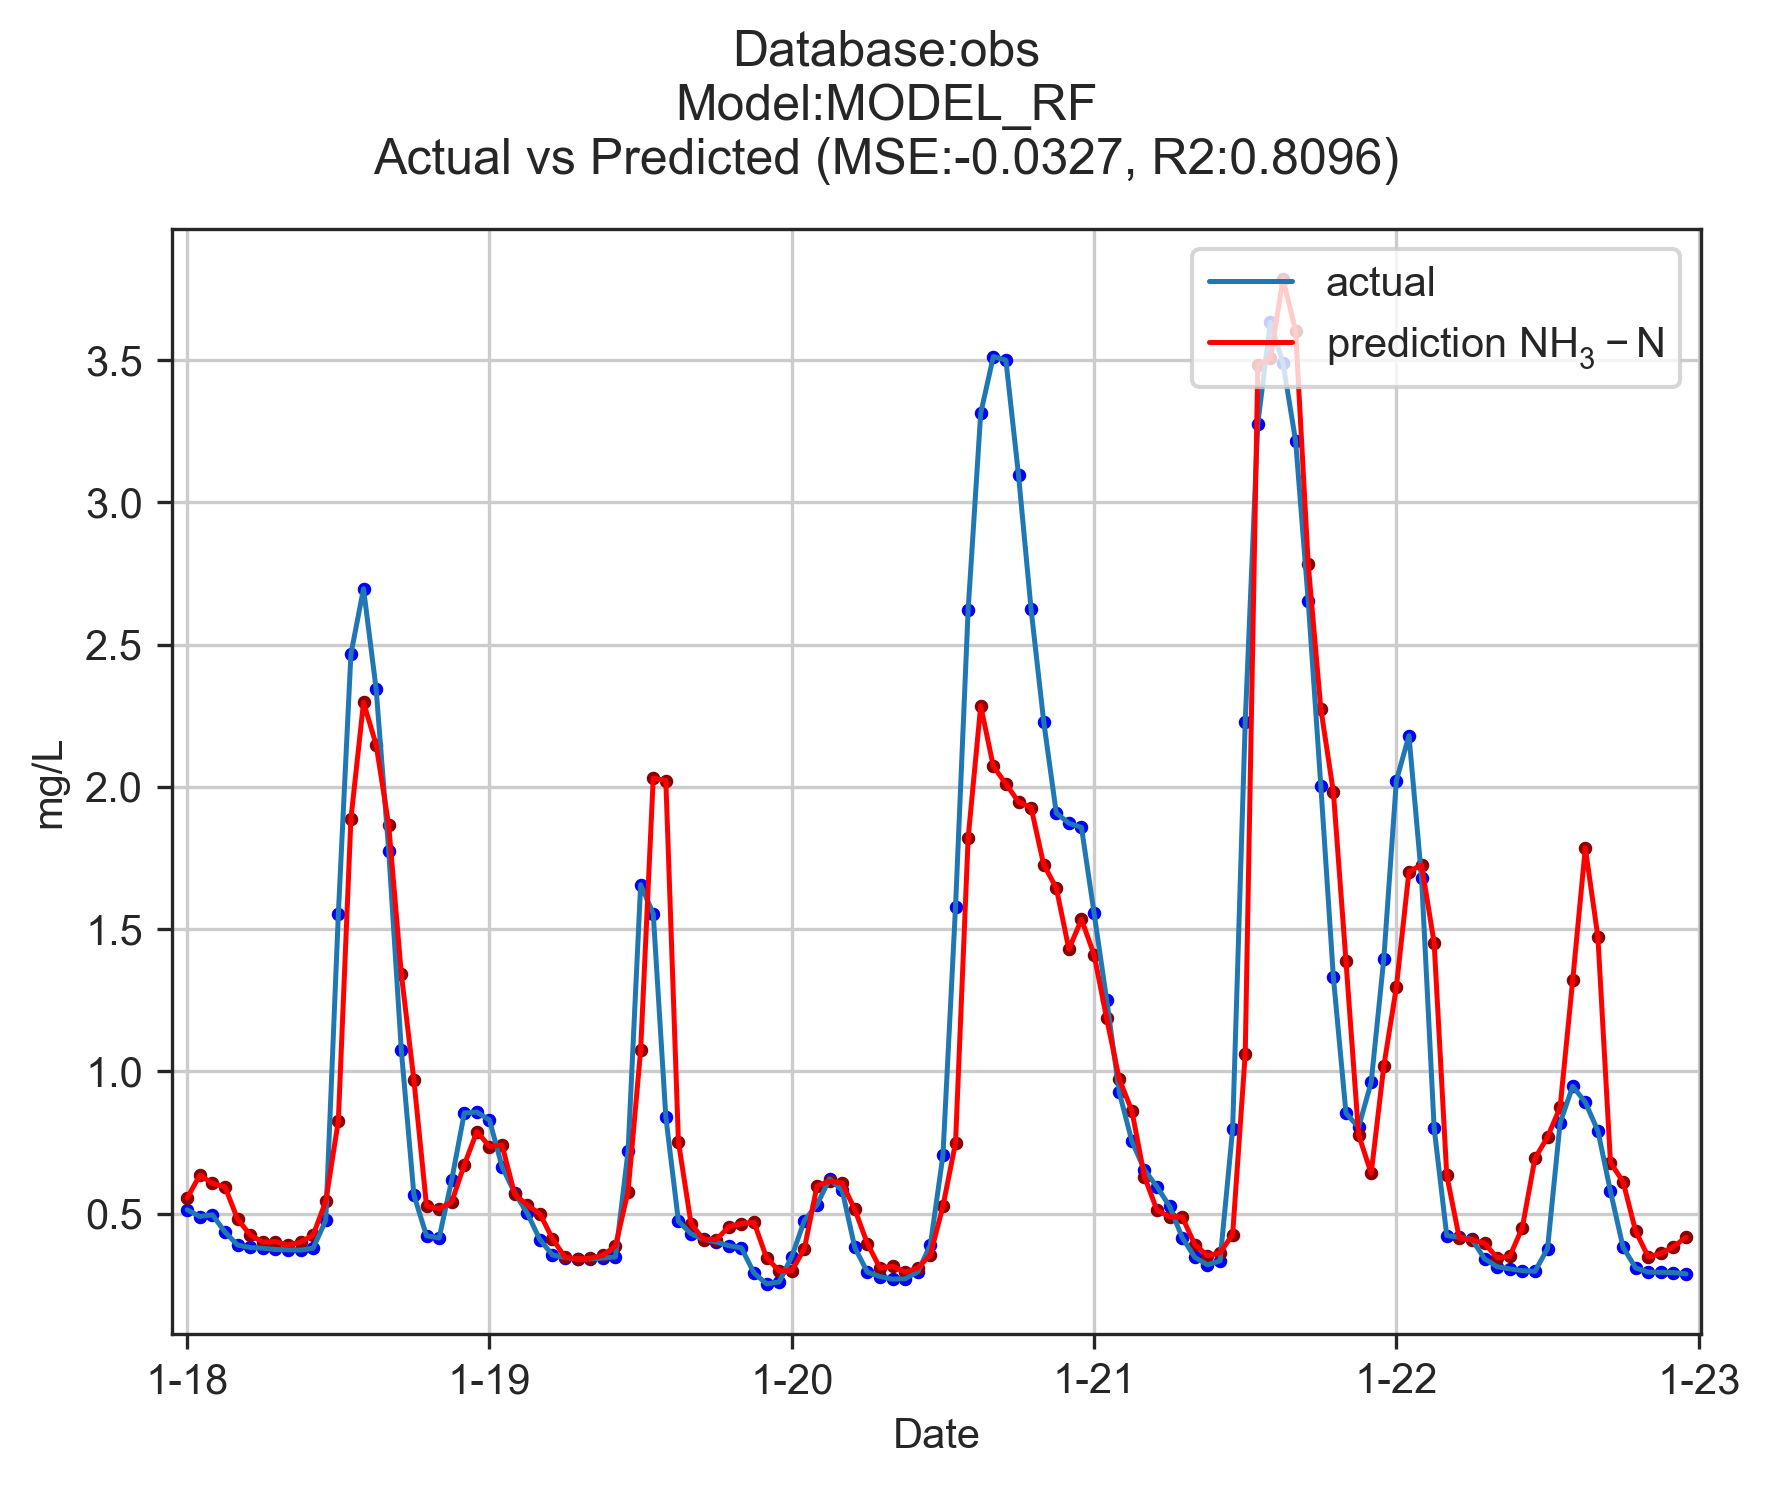 Database:obs
Model:MODEL_RF
Actual vs Predicted (MSE:-0.0327, R2:0.8096)
actual
prediction NH₃ − N
3.5
3.0
2.5
2.0
1.5
1.0
0.5
mg/L
1-18 1-19 1-20 1-21 1-22 1-23
Date